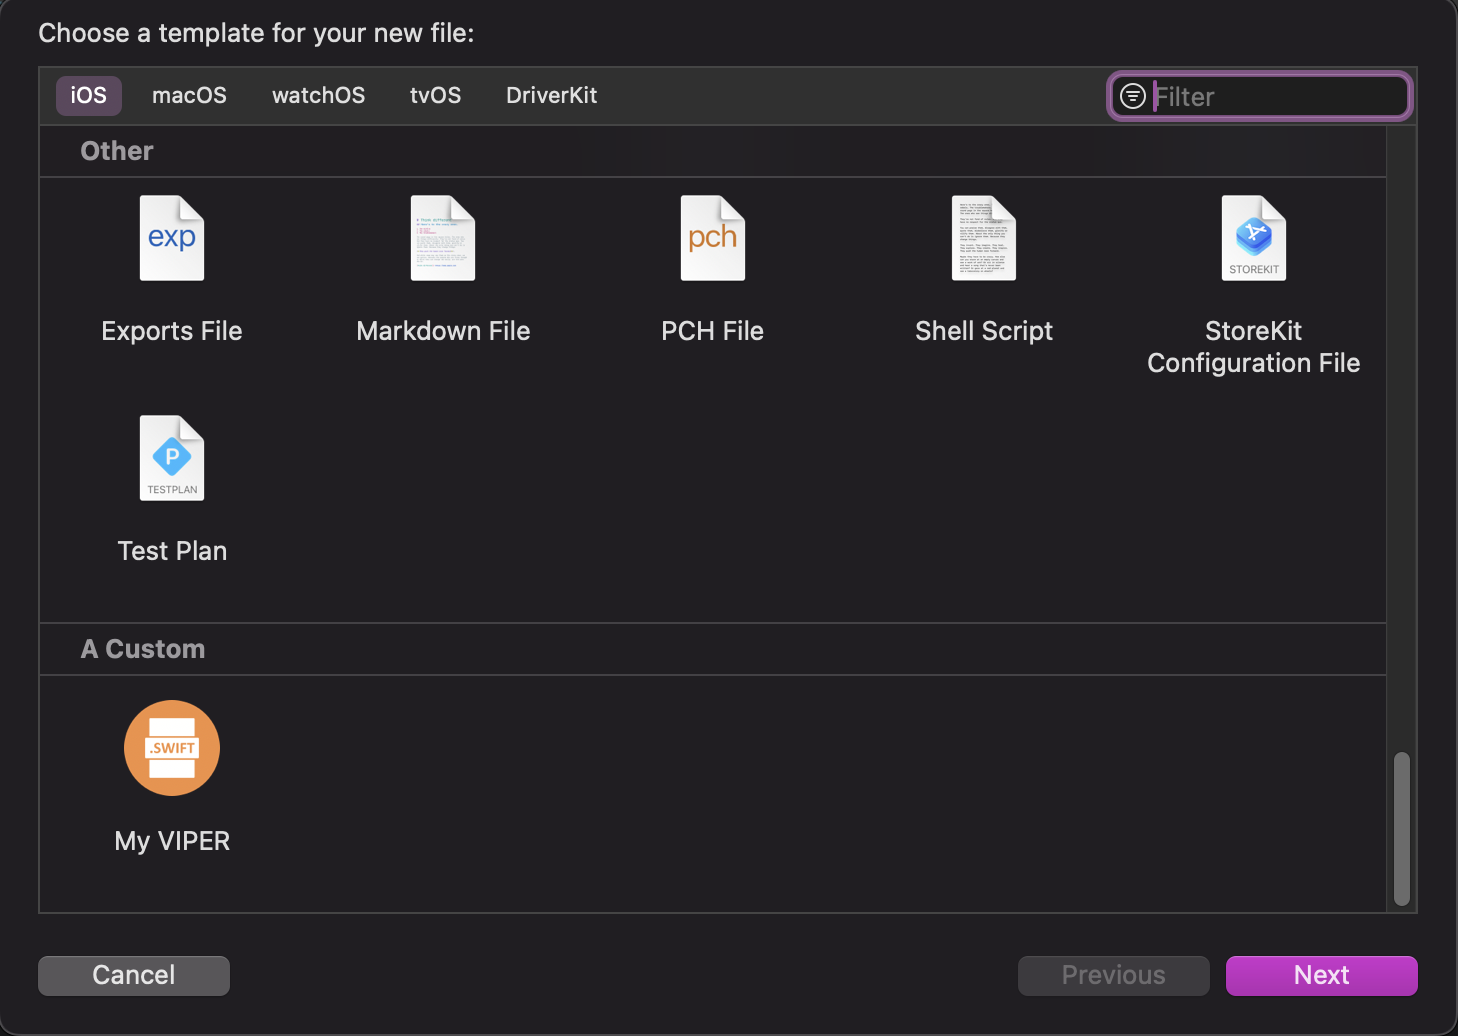 Choose a template for your new file:
iOS macOS watchOS tvOS DriverKit Filter
Other
exp pch STOREKIT
Exports File Markdown File PCH File Shell Script StoreKit
Configuration File
P
TESTPLAN
Test Plan
A Custom
.SWIFT
My VIPER
Cancel Previous Next